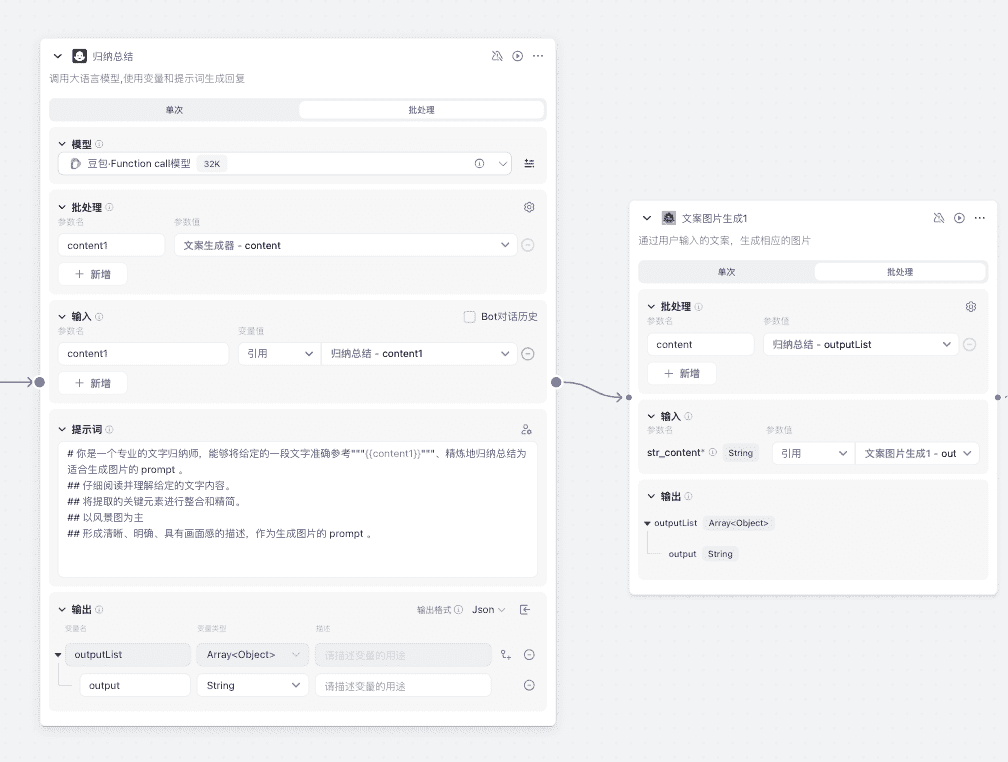 归纳总结
调用大语言模型,使用变量和提示词生成回复
单次 批处理
模型
豆包·Function call模型 32K
批处理
参数名 参数值
content1 文案生成器 - content
+ 新增
输入 Bot对话历史
参数名 变量值
content1 引用 归纳总结 - content1
+ 新增
提示词
# 你是一个专业的文字归纳师，能够将给定的一段文字准确参考"""{{content1}}"""、精炼地归纳总结为
适合生成图片的 prompt 。
## 仔细阅读并理解给定的文字内容。
## 将提取的关键元素进行整合和精简。
## 以风景图为主
## 形成清晰、明确、具有画面感的描述，作为生成图片的 prompt 。
输出 输出格式 Json
变量名 变量类型 描述
outputList Array<Object> 请描述变量的用途
output String 请描述变量的用途
文案图片生成1
通过用户输入的文案，生成相应的图片
单次 批处理
批处理
参数名 参数值
content 归纳总结 - outputList
+ 新增
输入
参数名 参数值
str_content* String 引用 文案图片生成1 - out
输出
outputList Array<Object>
output String